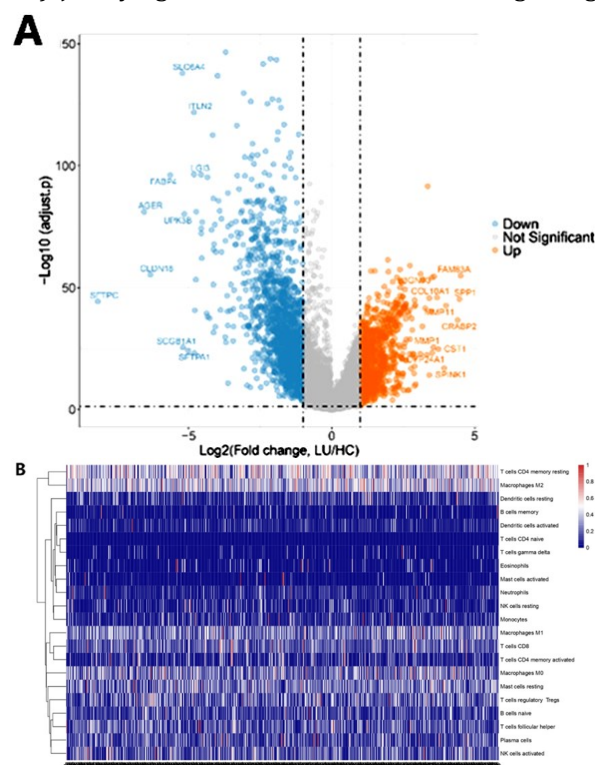 A
50
SLC6A4
ITLN2
100
LGI3
FABP4
AGER
UPK3B
CLDN18
FAM83A
50
COL10A1
SPP1
SFTPC
MMP11
CRABP2
SCGB1A1
MMP1
CST1
SFTPA1
SPINK1
0
-5
0
5
-Log10 (adjust.p)
Log2(Fold change, LU/HC)
Down
Not Significant
Up
B
T cells CD4 memory resting
Macrophages M2
Dendritic cells resting
B cells memory
Dendritic cells activated
T cells CD4 naive
T cells gamma delta
Eosinophils
Mast cells activated
Neutrophils
NK cells resting
Monocytes
Macrophages M1
T cells CD8
T cells CD4 memory activated
Macrophages M0
Mast cells resting
T cells regulatory Tregs
B cells naive
T cells follicular helper
Plasma cells
NK cells activated
1
0.8
0.6
0.4
0.2
0